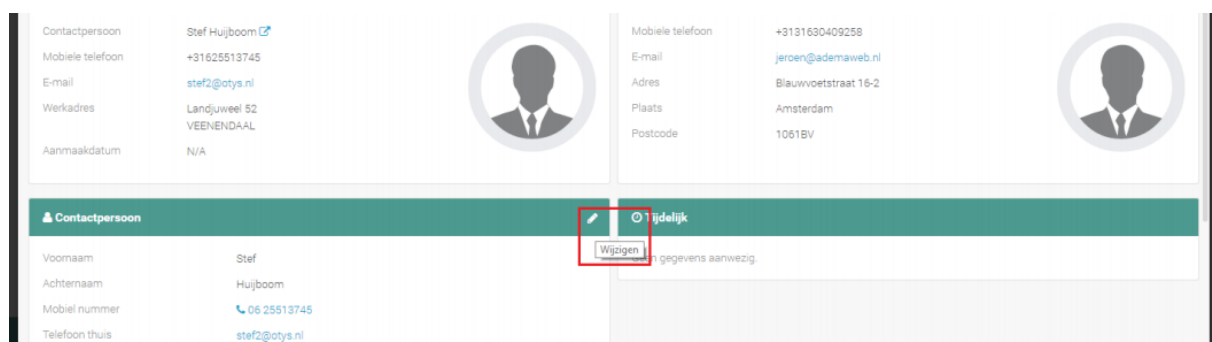 Contactpersoon Stef Huijboom
Mobiele telefoon +31625513745
E-mail stef2@otys.nl
Werkadres Landjuweel 52
VEENENDAAL
Aanmaakdatum N/A
Mobiele telefoon +3131630409258
E-mail jeroen@ademaweb.nl
Adres Blauwvoetstraat 16-2
Plaats Amsterdam
Postcode 1061BV
Contactpersoon
Wijzigen
Voornaam Stef
Achternaam Huijboom
Mobiel nummer 06 25513745
Telefoon thuis stef2@otys.nl
Tijdelijk
gegevens aanwezig.